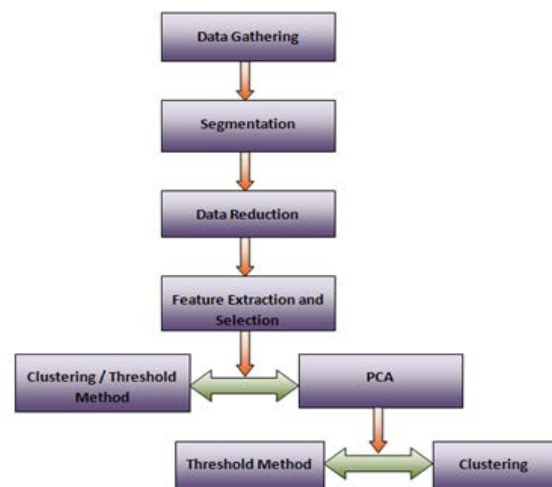 Data Gathering
Segmentation
Data Reduction
Feature Extraction and
Selection
Clustering / Threshold
Method
PCA
Threshold Method
Clustering